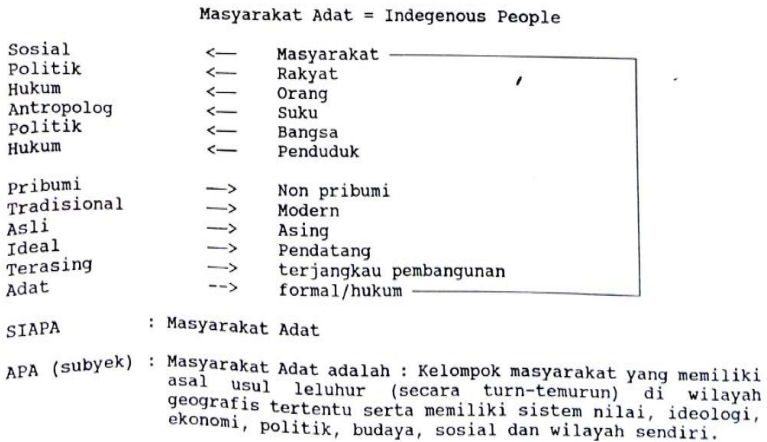 Masyarakat Adat = Indegenous People
Sosial <— Masyarakat
Politik <— Rakyat
Hukum <— Orang
Antropolog <— Suku
Politik <— Bangsa
Hukum <— Penduduk
Pribumi —> Non pribumi
Tradisional —> Modern
Asli —> Asing
Ideal —> Pendatang
Terasing —> terjangkau pembangunan
Adat --> formal/hukum
SIAPA : Masyarakat Adat
APA (subyek) : Masyarakat Adat adalah : Kelompok masyarakat yang memiliki
asal usul leluhur (secara turn-temurun) di wilayah
geografis tertentu serta memiliki sistem nilai, ideologi,
ekonomi, politik, budaya, sosial dan wilayah sendiri.